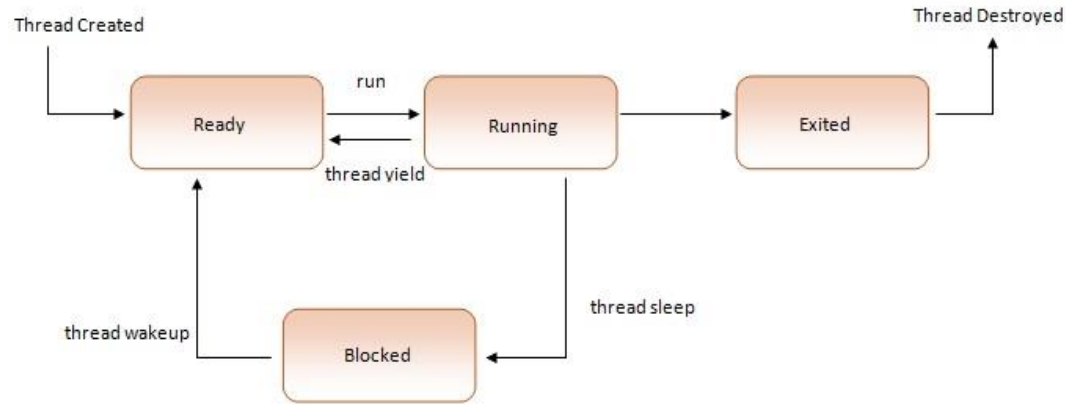 Thread Created
Thread Destroyed
run
Ready
Running
Exited
thread yield
thread sleep
thread wakeup
Blocked